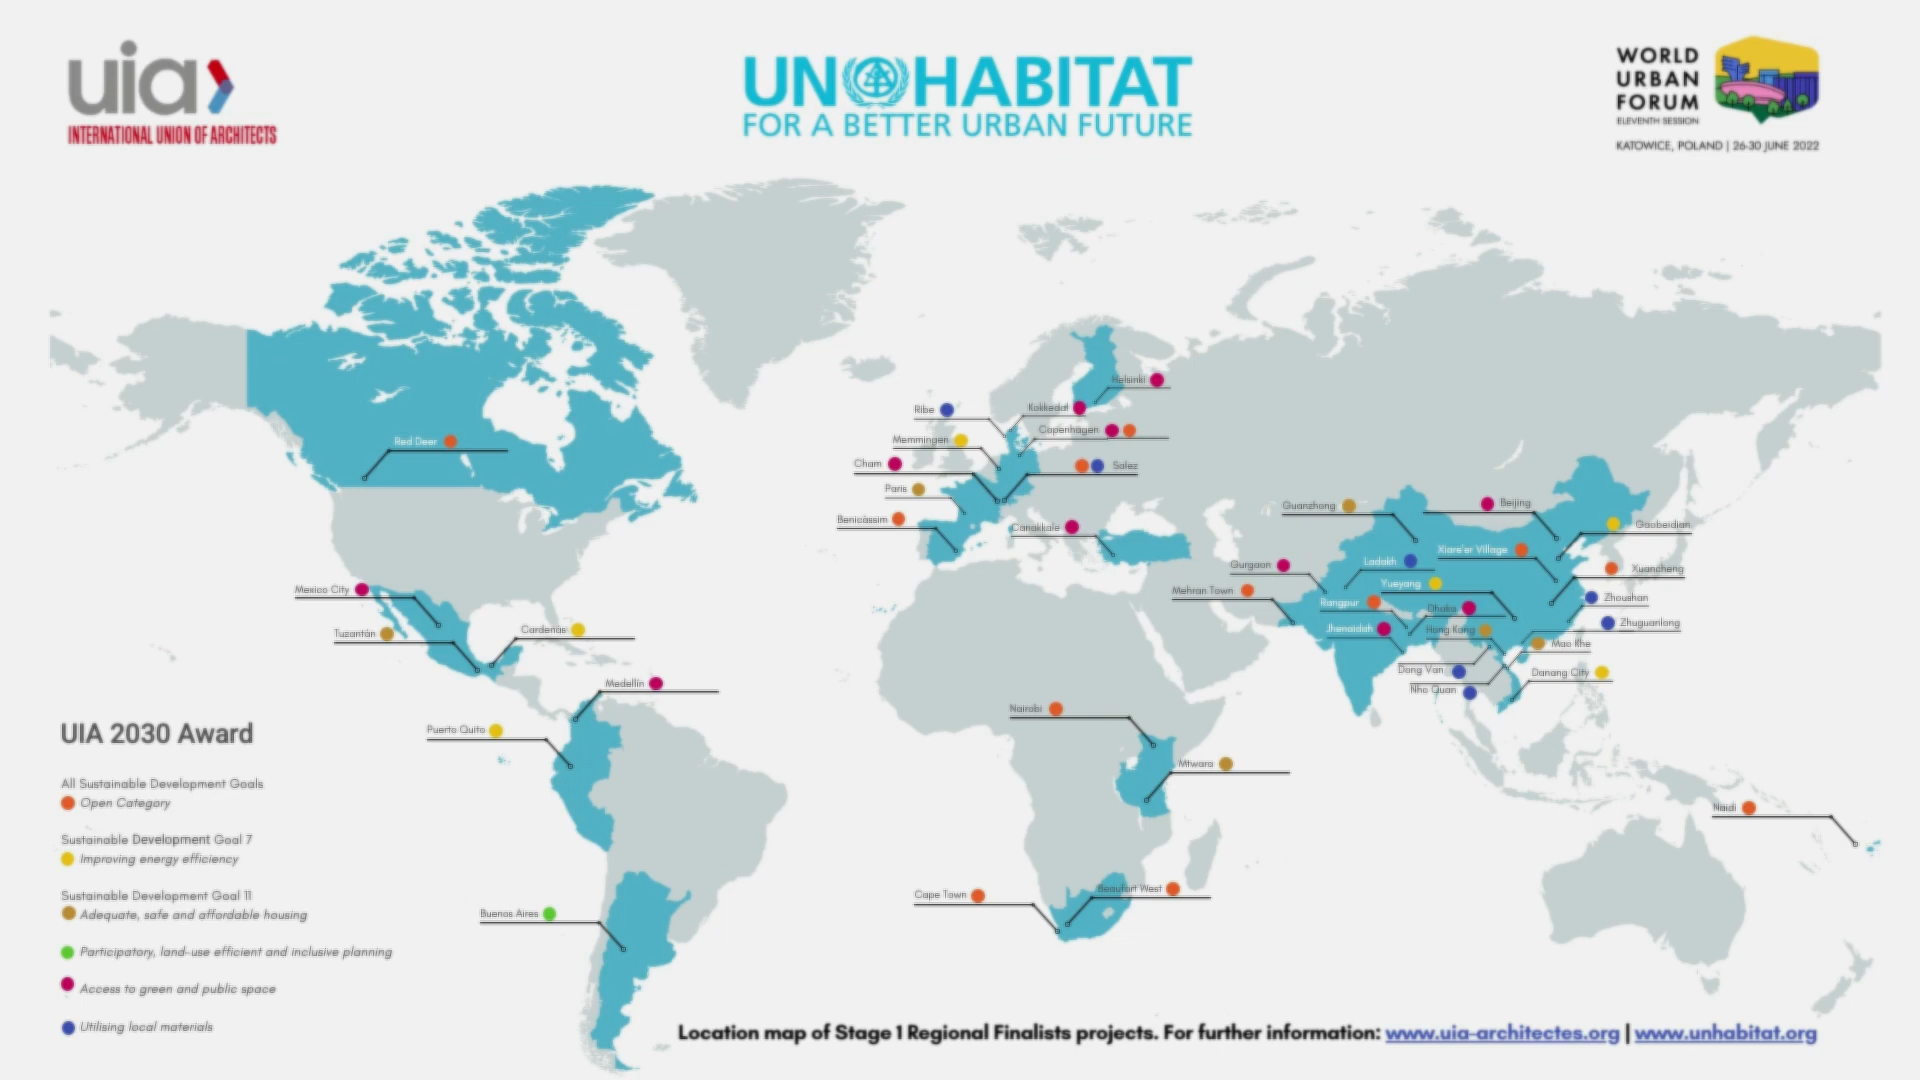 uia
INTERNATIONAL UNION OF ARCHITECTS
UN HABITAT
FOR A BETTER URBAN FUTURE
WORLD
URBAN
FORUM
ELEVENTH SESSION
KATOWICE, POLAND | 26-30 JUNE 2022
Helsinki
Ribe
Kokkedal
Copenhagen
Memmingen
Red Deer
Cham
Salez
Paris
Benicàssim
Canakkale
Guanzhong
Beijing
Gaobeidian
Xiare'er Village
Ladakh
Gurgaon
Xuancheng
Yueyang
Mehran Town
Mexico City
Zhoushan
Rangpur
Dhaka
Zhuguanlong
Jhenaidah
Hong Kong
Tuzantán
Cardenas
Mao Khe
Dong Van
Danang City
Nho Quan
Medellín
Nairobi
Puerto Quito
Mtwara
Naidi
Cape Town
Beaufort West
Buenos Aires
UIA 2030 Award
All Sustainable Development Goals
Open Category
Sustainable Development Goal 7
Improving energy efficiency
Sustainable Development Goal 11
Adequate, safe and affordable housing
Participatory, land-use efficient and inclusive planning
Access to green and public space
Utilising local materials
Location map of Stage 1 Regional Finalists projects. For further information: www.uia-architectes.org | www.unhabitat.org